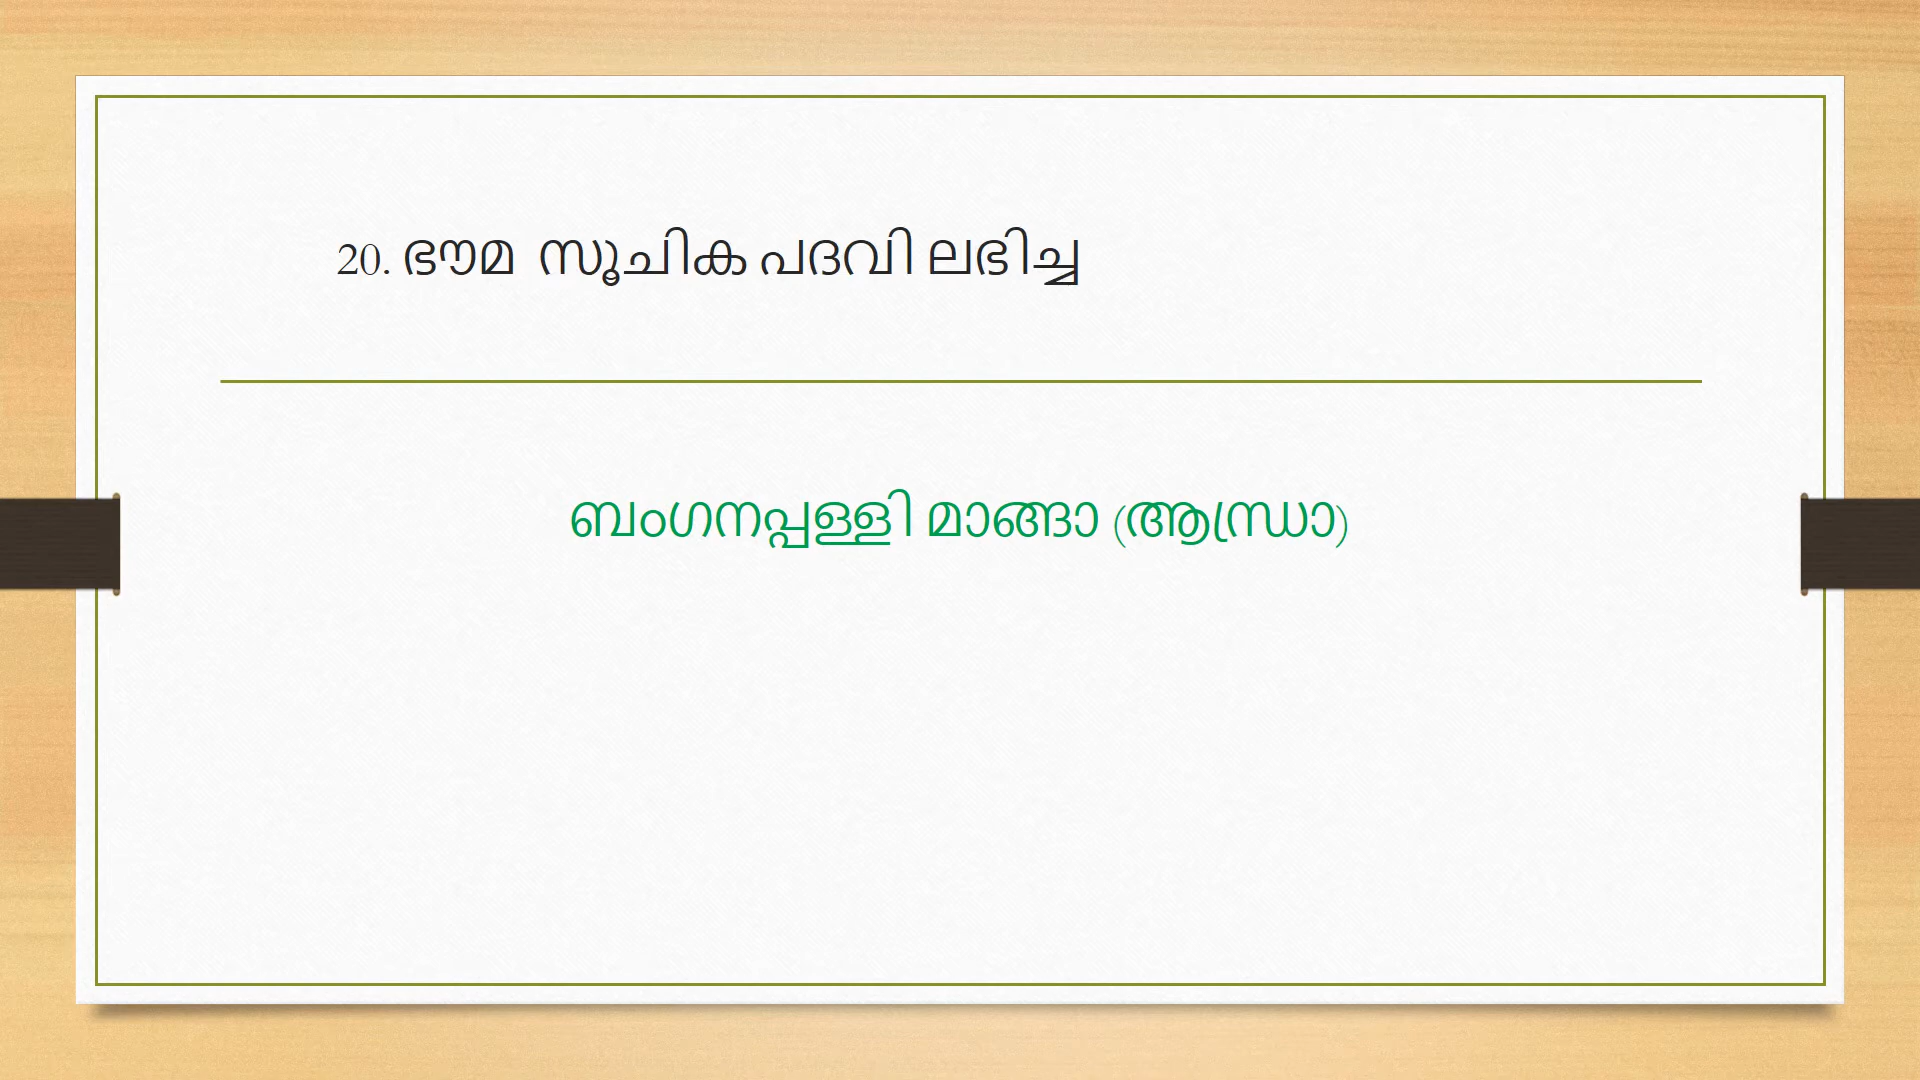 20. ഭൗമ സൂചിക പദവി ലഭിച്ച
ബംഗനപ്പള്ളി മാങ്ങാ (ആന്ധ്രാ)